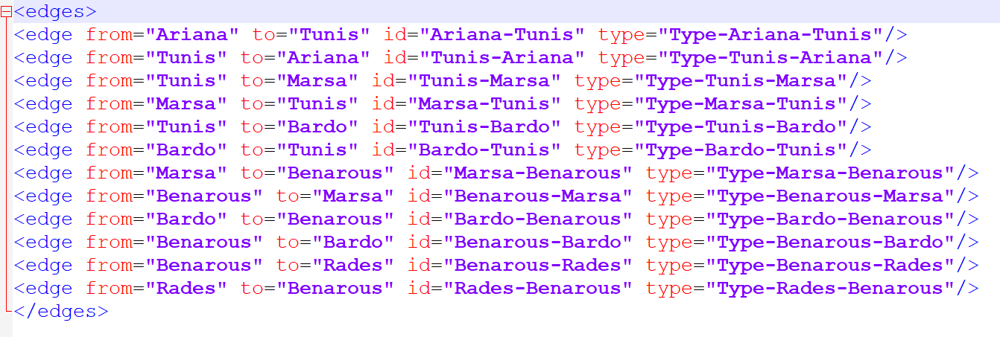 <edges>
<edge from="Ariana" to="Tunis" id="Ariana-Tunis" type="Type-Ariana-Tunis"/>
<edge from="Tunis" to="Ariana" id="Tunis-Ariana" type="Type-Tunis-Ariana"/>
<edge from="Tunis" to="Marsa" id="Tunis-Marsa" type="Type-Tunis-Marsa"/>
<edge from="Marsa" to="Tunis" id="Marsa-Tunis" type="Type-Marsa-Tunis"/>
<edge from="Tunis" to="Bardo" id="Tunis-Bardo" type="Type-Tunis-Bardo"/>
<edge from="Bardo" to="Tunis" id="Bardo-Tunis" type="Type-Bardo-Tunis"/>
<edge from="Marsa" to="Benarous" id="Marsa-Benarous" type="Type-Marsa-Benarous"/>
<edge from="Benarous" to="Marsa" id="Benarous-Marsa" type="Type-Benarous-Marsa"/>
<edge from="Bardo" to="Benarous" id="Bardo-Benarous" type="Type-Bardo-Benarous"/>
<edge from="Benarous" to="Bardo" id="Benarous-Bardo" type="Type-Benarous-Bardo"/>
<edge from="Benarous" to="Rades" id="Benarous-Rades" type="Type-Benarous-Rades"/>
<edge from="Rades" to="Benarous" id="Rades-Benarous" type="Type-Rades-Benarous"/>
</edges>